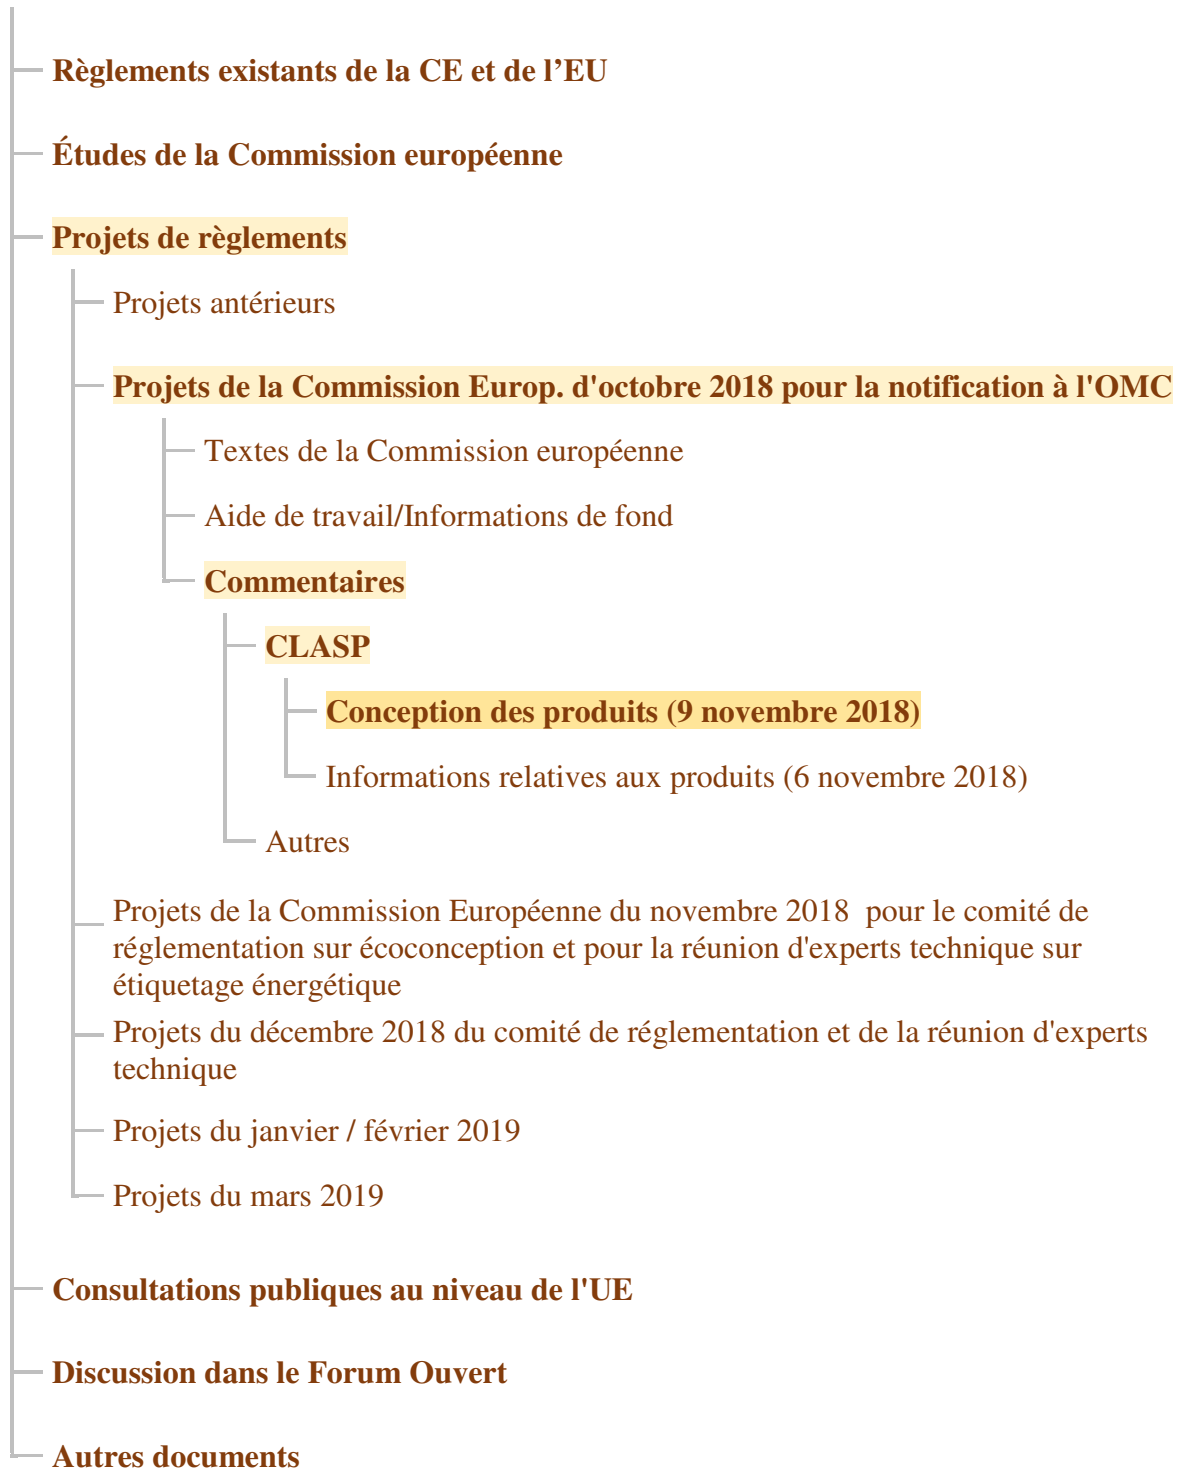 Règlements existants de la CE et de l’EU
Études de la Commission européenne
Projets de règlements
Projets antérieurs
Projets de la Commission Europ. d'octobre 2018 pour la notification à l'OMC
Textes de la Commission européenne
Aide de travail/Informations de fond
Commentaires
CLASP
Conception des produits (9 novembre 2018)
Informations relatives aux produits (6 novembre 2018)
Autres
Projets de la Commission Européenne du novembre 2018  pour le comité de
réglementation sur écoconception et pour la réunion d'experts technique sur
étiquetage énergétique
Projets du décembre 2018 du comité de réglementation et de la réunion d'experts
technique
Projets du janvier / février 2019
Projets du mars 2019
Consultations publiques au niveau de l'UE
Discussion dans le Forum Ouvert
Autres documents